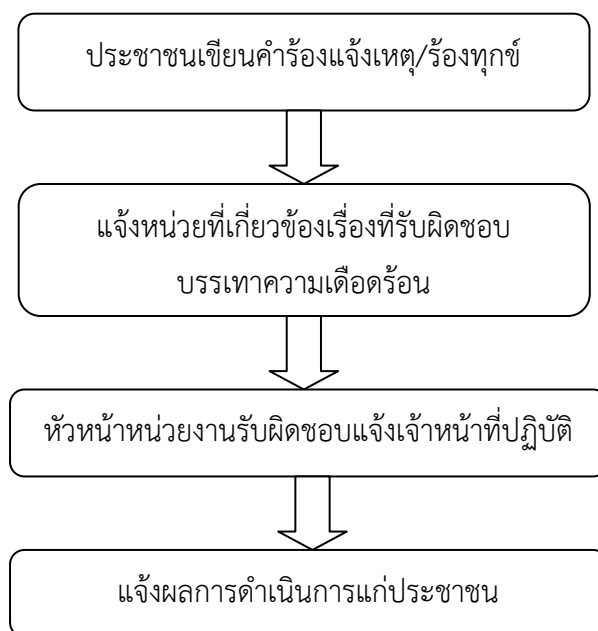 ประชาชนเขียนคำร้องแจ้งเหตุ/ร้องทุกข์
แจ้งหน่วยที่เกี่ยวข้องเรื่องที่รับผิดชอบ
บรรเทาความเดือดร้อน
หัวหน้าหน่วยงานรับผิดชอบแจ้งเจ้าหน้าที่ปฏิบัติ
แจ้งผลการดำเนินการแก่ประชาชน